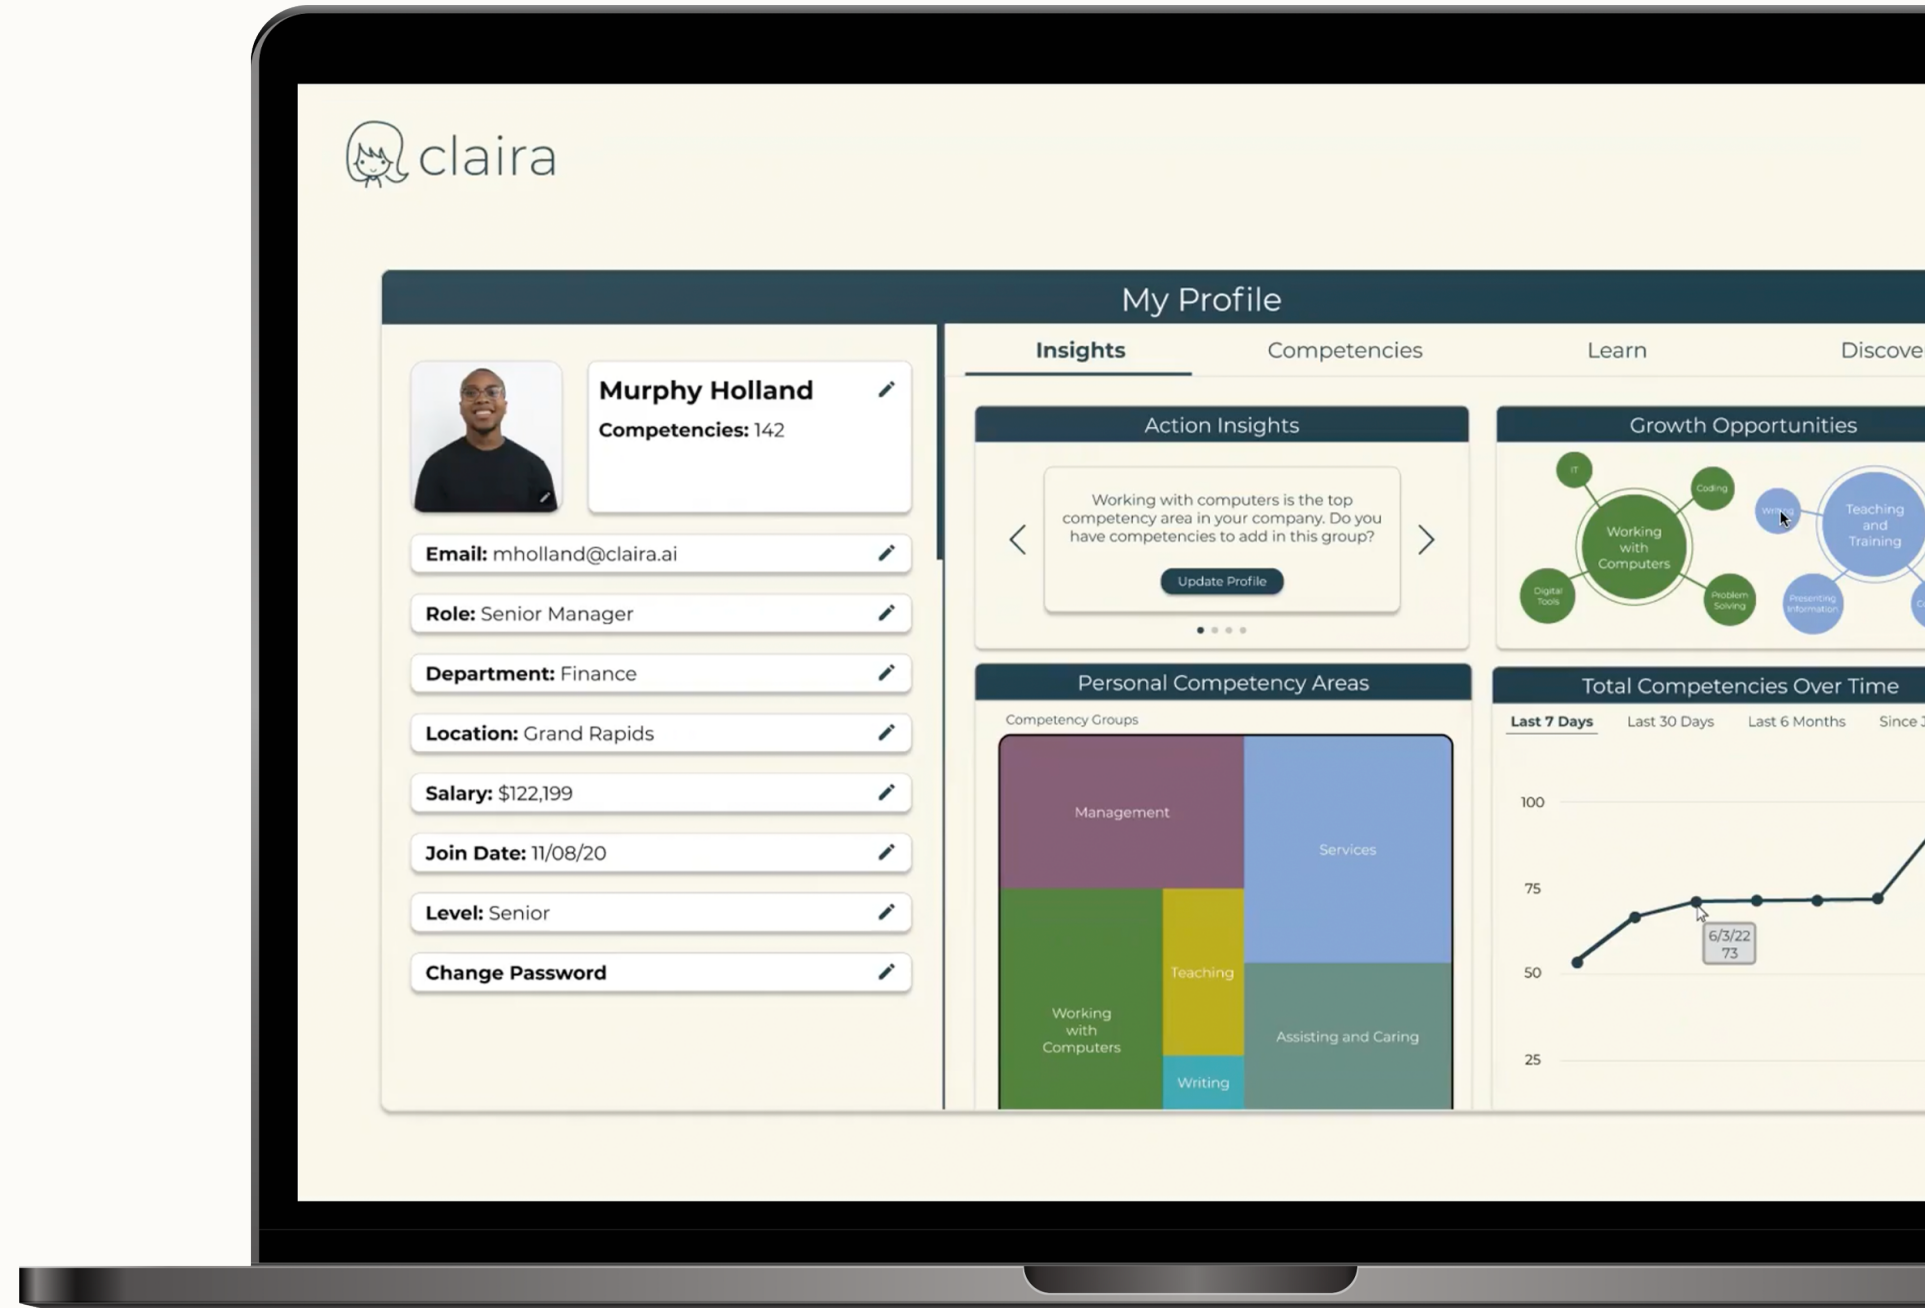 claira
My Profile
Murphy Holland
Competencies: 142
Email: mholland@claira.ai
Role: Senior Manager
Department: Finance
Location: Grand Rapids
Salary: $122,199
Join Date: 11/08/20
Level: Senior
Change Password
Insights
Competencies
Learn
Discove
Action Insights
Working with computers is the top
competency area in your company. Do you
have competencies to add in this group?
Update Profile
Growth Opportunities
IT
Coding
Working
with
Computers
Digital
Tools
Problem
Solving
Writing
Teaching
and
Training
Presenting
Information
Personal Competency Areas
Competency Groups
Management
Services
Teaching
Working
with
Computers
Assisting and Caring
Writing
Total Competencies Over Time
Last 7 Days
Last 30 Days
Last 6 Months
Since J
100
75
50
25
6/3/22
73